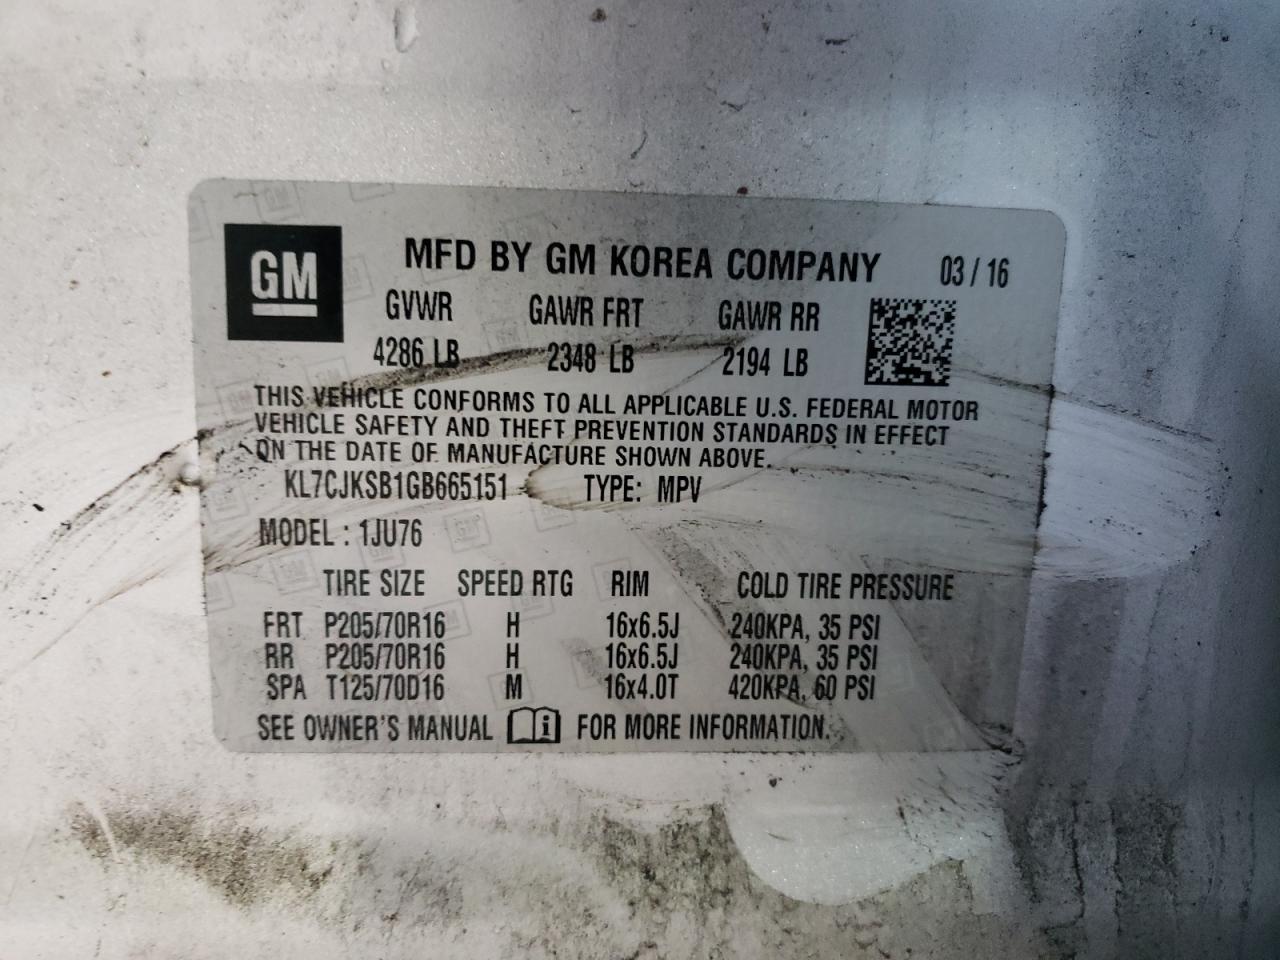 GM
MFD BY GM KOREA COMPANY 03 / 16
GVWR GAWR FRT GAWR RR
4286 LB 2348 LB 2194 LB
THIS VEHICLE CONFORMS TO ALL APPLICABLE U.S. FEDERAL MOTOR
VEHICLE SAFETY AND THEFT PREVENTION STANDARDS IN EFFECT
ON THE DATE OF MANUFACTURE SHOWN ABOVE.
KL7CJKSB1GB665151 TYPE: MPV
MODEL : 1JU76
TIRE SIZE SPEED RTG RIM COLD TIRE PRESSURE
FRT P205/70R16 H 16x6.5J 240KPA, 35 PSI
RR P205/70R16 H 16x6.5J 240KPA, 35 PSI
SPA T125/70D16 M 16x4.0T 420KPA, 60 PSI
SEE OWNER'S MANUAL i FOR MORE INFORMATION.